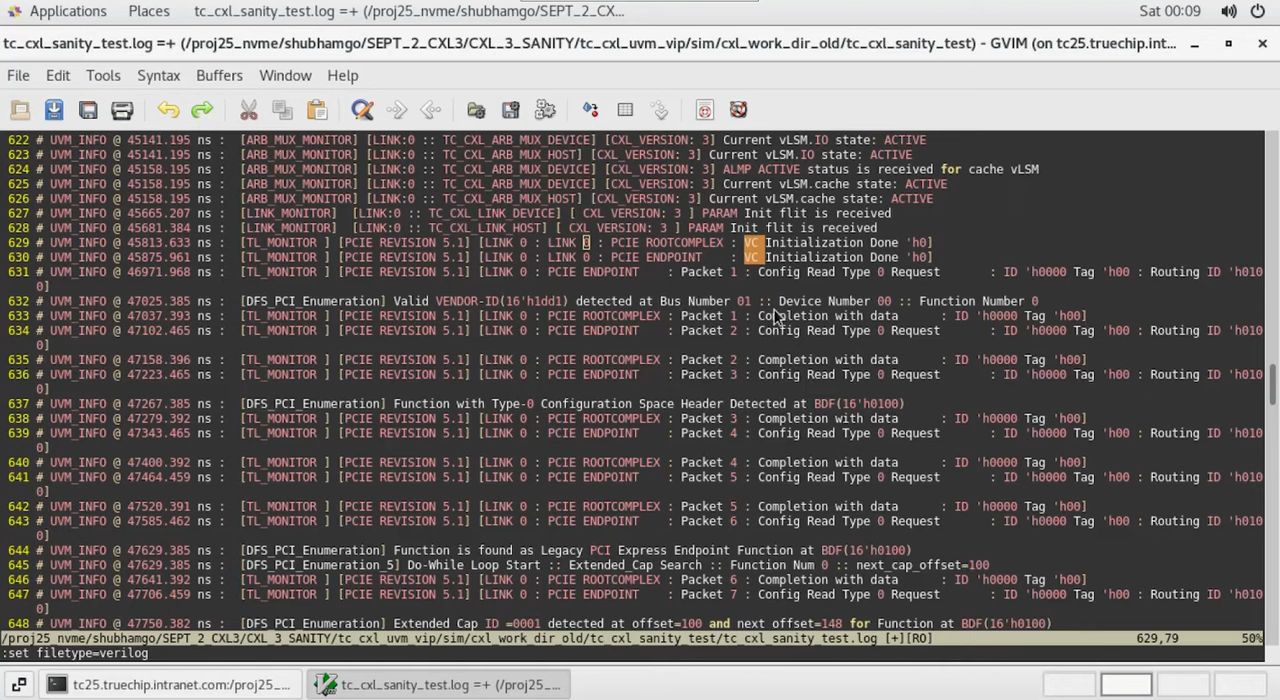 Applications Places tc_cxl_sanity_test.log =+ (/proj25_nvme/shubhamgo/SEPT_2_CX... Sat 00:09
tc_cxl_sanity_test.log =+ (/proj25_nvme/shubhamgo/SEPT_2_CXL3/CXL_3_SANITY/tc_cxl_uvm_vip/sim/cxl_work_dir_old/tc_cxl_sanity_test) - GVIM (on tc25.truechip.int...
File Edit Tools Syntax Buffers Window Help
622 # UVM_INFO @ 45141.195 ns : [ARB_MUX_MONITOR] [LINK:0 :: TC_CXL_ARB_MUX_DEVICE] [CXL_VERSION: 3] Current vLSM.IO state: ACTIVE
623 # UVM_INFO @ 45141.195 ns : [ARB_MUX_MONITOR] [LINK:0 :: TC_CXL_ARB_MUX_HOST] [CXL_VERSION: 3] Current vLSM.IO state: ACTIVE
624 # UVM_INFO @ 45158.195 ns : [ARB_MUX_MONITOR] [LINK:0 :: TC_CXL_ARB_MUX_DEVICE] [CXL_VERSION: 3] ALMP ACTIVE status is received for cache vLSM
625 # UVM_INFO @ 45158.195 ns : [ARB_MUX_MONITOR] [LINK:0 :: TC_CXL_ARB_MUX_DEVICE] [CXL_VERSION: 3] Current vLSM.cache state: ACTIVE
626 # UVM_INFO @ 45158.195 ns : [ARB_MUX_MONITOR] [LINK:0 :: TC_CXL_ARB_MUX_HOST] [CXL_VERSION: 3] Current vLSM.cache state: ACTIVE
627 # UVM_INFO @ 45665.207 ns : [LINK_MONITOR] [LINK:0 :: TC_CXL_LINK_DEVICE] [ CXL_VERSION: 3 ] PARAM Init flit is received
628 # UVM_INFO @ 45681.384 ns : [LINK_MONITOR] [LINK:0 :: TC_CXL_LINK_HOST] [ CXL_VERSION: 3 ] PARAM Init flit is received
629 # UVM_INFO @ 45813.633 ns : [TL_MONITOR ] [PCIE REVISION 5.1] [LINK 0 : LINK 0 : PCIE ROOTCOMPLEX : VC Initialization Done 'h0]
630 # UVM_INFO @ 45875.961 ns : [TL_MONITOR ] [PCIE REVISION 5.1] [LINK 0 : LINK 0 : PCIE ENDPOINT : VC Initialization Done 'h0]
631 # UVM_INFO @ 46971.968 ns : [TL_MONITOR ] [PCIE REVISION 5.1] [LINK 0 : PCIE ENDPOINT : Packet 1 : Config Read Type 0 Request : ID 'h0000 Tag 'h00 : Routing ID 'h010
0]
632 # UVM_INFO @ 47025.385 ns : [DFS_PCI_Enumeration] Valid VENDOR-ID(16'h1dd1) detected at Bus Number 01 :: Device Number 00 :: Function Number 0
633 # UVM_INFO @ 47037.393 ns : [TL_MONITOR ] [PCIE REVISION 5.1] [LINK 0 : PCIE ROOTCOMPLEX : Packet 1 : Completion with data : ID 'h0000 Tag 'h00]
634 # UVM_INFO @ 47102.465 ns : [TL_MONITOR ] [PCIE REVISION 5.1] [LINK 0 : PCIE ENDPOINT : Packet 2 : Config Read Type 0 Request : ID 'h0000 Tag 'h00 : Routing ID 'h010
0]
635 # UVM_INFO @ 47158.396 ns : [TL_MONITOR ] [PCIE REVISION 5.1] [LINK 0 : PCIE ROOTCOMPLEX : Packet 2 : Completion with data : ID 'h0000 Tag 'h00]
636 # UVM_INFO @ 47223.465 ns : [TL_MONITOR ] [PCIE REVISION 5.1] [LINK 0 : PCIE ENDPOINT : Packet 3 : Config Read Type 0 Request : ID 'h0000 Tag 'h00 : Routing ID 'h010
0]
637 # UVM_INFO @ 47267.385 ns : [DFS_PCI_Enumeration] Function with Type-0 Configuration Space Header Detected at BDF(16'h0100)
638 # UVM_INFO @ 47279.392 ns : [TL_MONITOR ] [PCIE REVISION 5.1] [LINK 0 : PCIE ROOTCOMPLEX : Packet 3 : Completion with data : ID 'h0000 Tag 'h00]
639 # UVM_INFO @ 47343.465 ns : [TL_MONITOR ] [PCIE REVISION 5.1] [LINK 0 : PCIE ENDPOINT : Packet 4 : Config Read Type 0 Request : ID 'h0000 Tag 'h00 : Routing ID 'h010
0]
640 # UVM_INFO @ 47400.392 ns : [TL_MONITOR ] [PCIE REVISION 5.1] [LINK 0 : PCIE ROOTCOMPLEX : Packet 4 : Completion with data : ID 'h0000 Tag 'h00]
641 # UVM_INFO @ 47464.459 ns : [TL_MONITOR ] [PCIE REVISION 5.1] [LINK 0 : PCIE ENDPOINT : Packet 5 : Config Read Type 0 Request : ID 'h0000 Tag 'h00 : Routing ID 'h010
0]
642 # UVM_INFO @ 47520.391 ns : [TL_MONITOR ] [PCIE REVISION 5.1] [LINK 0 : PCIE ROOTCOMPLEX : Packet 5 : Completion with data : ID 'h0000 Tag 'h00]
643 # UVM_INFO @ 47585.462 ns : [TL_MONITOR ] [PCIE REVISION 5.1] [LINK 0 : PCIE ENDPOINT : Packet 6 : Config Read Type 0 Request : ID 'h0000 Tag 'h00 : Routing ID 'h010
0]
644 # UVM_INFO @ 47629.385 ns : [DFS_PCI_Enumeration] Function is found as Legacy PCI Express Endpoint Function at BDF(16'h0100)
645 # UVM_INFO @ 47629.385 ns : [DFS_PCI_Enumeration_5] Do-While Loop Start :: Extended_Cap Search :: Function Num 0 :: next_cap_offset=100
646 # UVM_INFO @ 47641.392 ns : [TL_MONITOR ] [PCIE REVISION 5.1] [LINK 0 : PCIE ROOTCOMPLEX : Packet 6 : Completion with data : ID 'h0000 Tag 'h00]
647 # UVM_INFO @ 47706.459 ns : [TL_MONITOR ] [PCIE REVISION 5.1] [LINK 0 : PCIE ENDPOINT : Packet 7 : Config Read Type 0 Request : ID 'h0000 Tag 'h00 : Routing ID 'h010
0]
648 # UVM_INFO @ 47750.382 ns : [DFS_PCI_Enumeration] Extended Cap ID =0001 detected at offset=100 and next offset=148 for Function at BDF(16'h0100)
/proj25_nvme/shubhamgo/SEPT_2_CXL3/CXL_3_SANITY/tc_cxl_uvm_vip/sim/cxl_work_dir_old/tc_cxl_sanity_test/tc_cxl_sanity_test.log [+][RO] 629,79 50%
:set filetype=verilog
tc25.truechip.intranet.com:/proj25_... tc_cxl_sanity_test.log =+ (/proj25_...